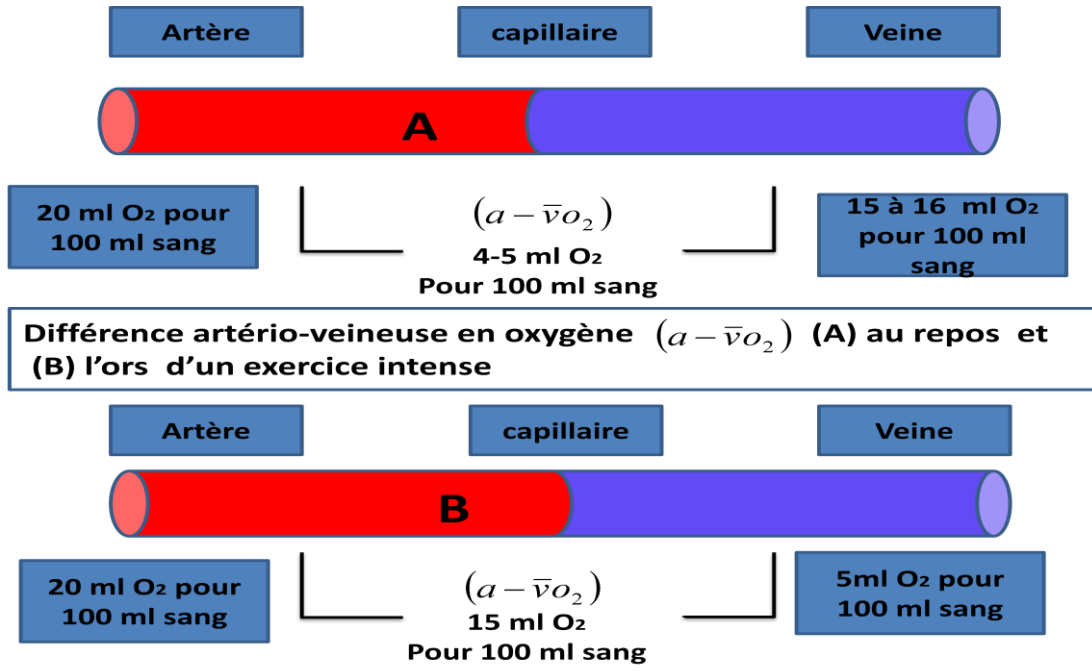 Artère
capillaire
Veine
A
20 ml O₂ pour
100 ml sang
(a − v̅o₂)
4-5 ml O₂
Pour 100 ml sang
15 à 16 ml O₂
pour 100 ml
sang
Différence artério-veineuse en oxygène (a − v̅o₂) (A) au repos et
(B) l’ors d’un exercice intense
Artère
capillaire
Veine
B
20 ml O₂ pour
100 ml sang
(a − v̅o₂)
15 ml O₂
Pour 100 ml sang
5ml O₂ pour
100 ml sang